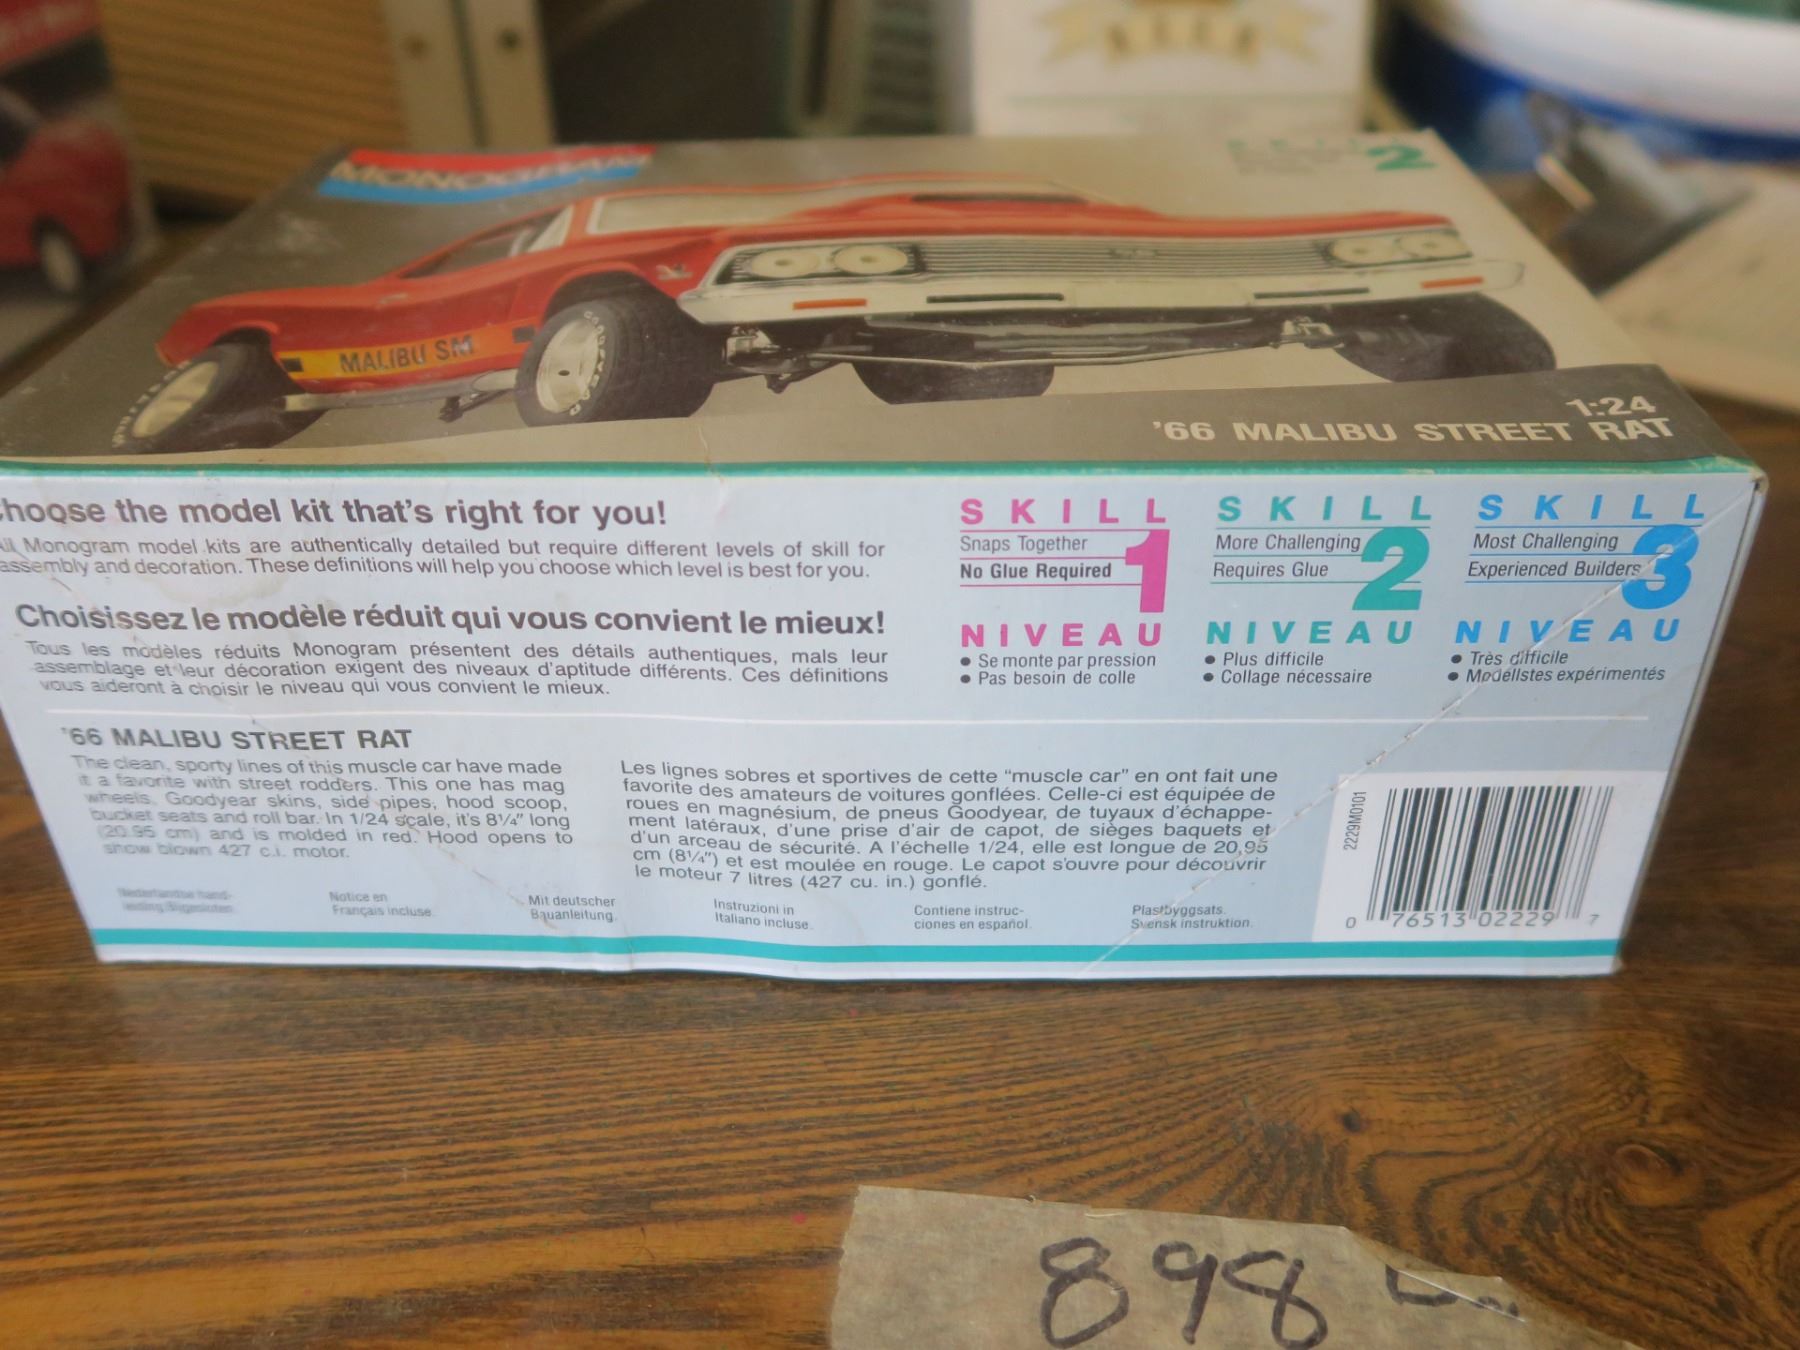 MONOGRAM
SKILL 2
MALIBU SM
GOODYEAR
1:24
'66 MALIBU STREET RAT
hoose the model kit that's right for you!
All Monogram model kits are authentically detailed but require different levels of skill for
assembly and decoration. These definitions will help you choose which level is best for you.
Choisissez le modèle réduit qui vous convient le mieux!
Tous les modèles réduits Monogram présentent des détails authentiques, mais leur
assemblage et leur décoration exigent des niveaux d'aptitude différents. Ces définitions
vous aideront à choisir le niveau qui vous convient le mieux.
SKILL 1
Snaps Together
No Glue Required
NIVEAU
• Se monte par pression
• Pas besoin de colle
SKILL 2
More Challenging
Requires Glue
NIVEAU
• Plus difficile
• Collage nécessaire
SKILL 3
Most Challenging
Experienced Builders
NIVEAU
• Très difficile
• Modélistes expérimentés
'66 MALIBU STREET RAT
The clean, sporty lines of this muscle car have made
it a favorite with street rodders. This one has mag
wheels, Goodyear skins, side pipes, hood scoop,
bucket seats and roll bar. In 1/24 scale, it's 8¼" long
(20.95 cm) and is molded in red. Hood opens to
show blown 427 c.i. motor.
Les lignes sobres et sportives de cette "muscle car" en ont fait une
favorite des amateurs de voitures gonflées. Celle-ci est équipée de
roues en magnésium, de pneus Goodyear, de tuyaux d'échappe-
ment latéraux, d'une prise d'air de capot, de sièges baquets et
d'un arceau de sécurité. A l'échelle 1/24, elle est longue de 20,95
cm (8¼") et est moulée en rouge. Le capot s'ouvre pour découvrir
le moteur 7 litres (427 cu. in.) gonflé.
Nederlandse hand-
leiding Bijgesloten
Notice en
Français incluse.
Mit deutscher
Bauanleitung.
Instruzioni in
Italiano incluse.
Contiene instruc-
ciones en español.
Plastbyggsats.
Svensk instruktion.
2229M0101
0 76513 02229 7
898